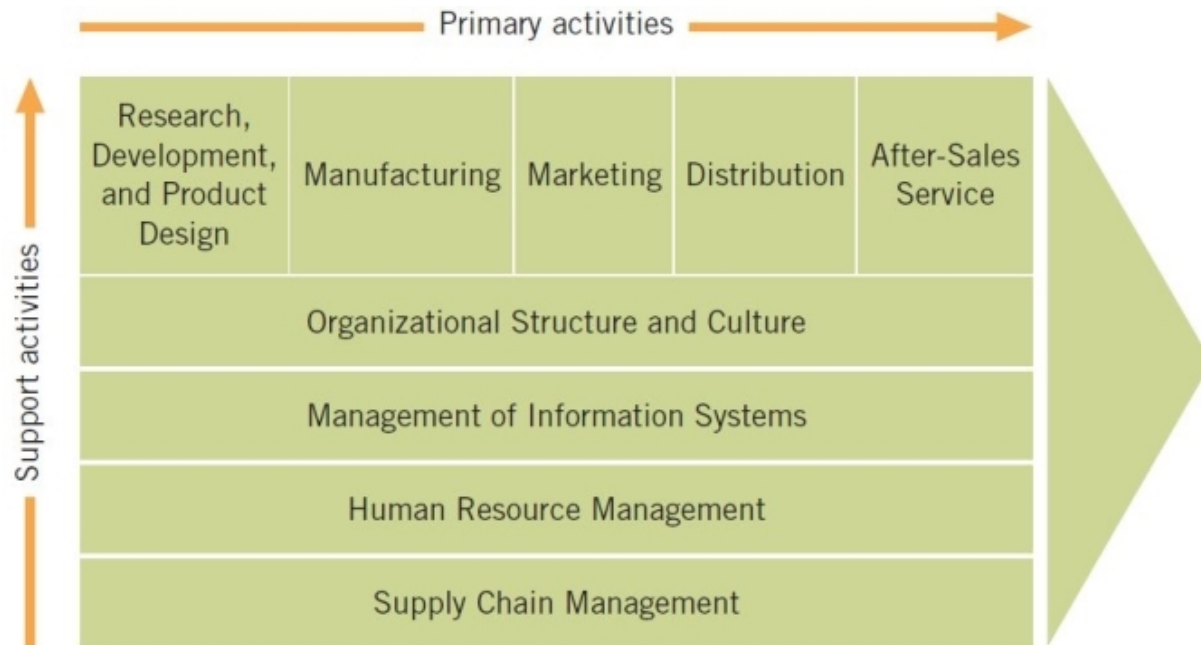 Primary activities
Support activities
Research,
Development,
and Product
Design
Manufacturing
Marketing
Distribution
After-Sales
Service
Organizational Structure and Culture
Management of Information Systems
Human Resource Management
Supply Chain Management